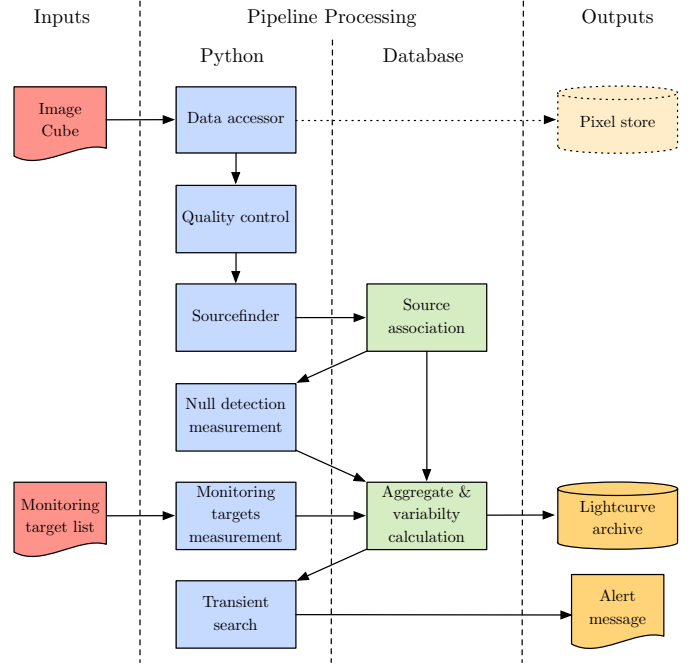 Inputs
Pipeline Processing
Outputs
Python
Database
Image
Cube
Data accessor
Pixel store
Quality control
Sourcefinder
Source
association
Null detection
measurement
Monitoring
target list
Monitoring
targets
measurement
Aggregate &
variabilty
calculation
Lightcurve
archive
Transient
search
Alert
message